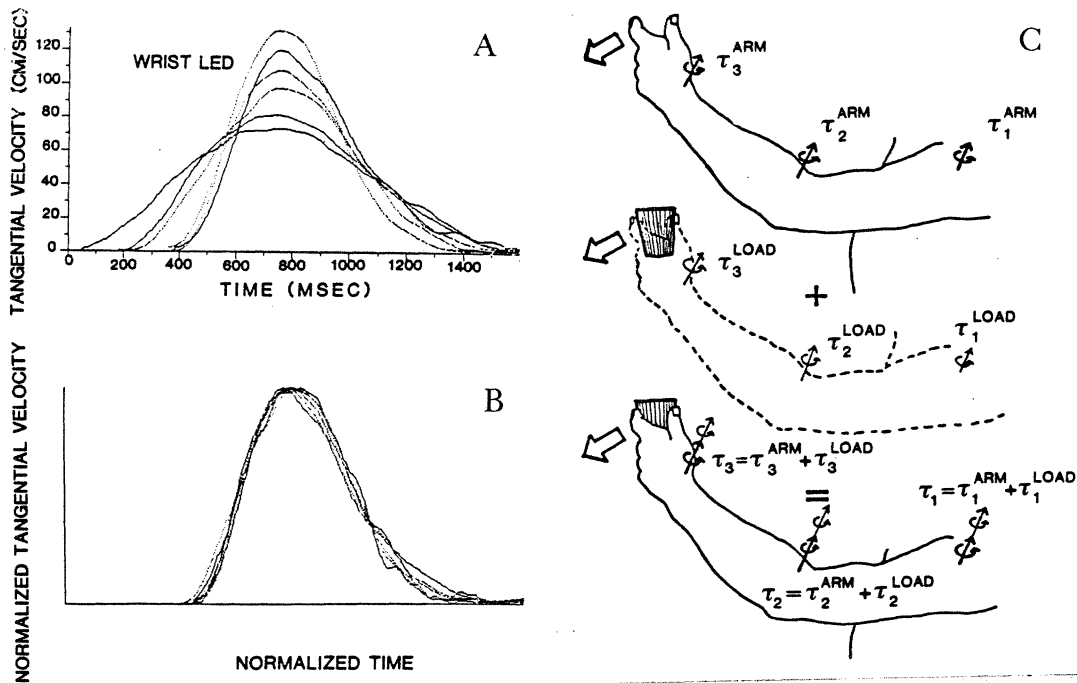 A
WRIST LED
TANGENTIAL VELOCITY (CM/SEC)
120
100
80
60
40
20
0
0 200 400 600 800 1000 1200 1400
TIME (MSEC)
B
NORMALIZED TANGENTIAL VELOCITY
NORMALIZED TIME
C
τ₃ᴬᴿᴹ
τ₂ᴬᴿᴹ
τ₁ᴬᴿᴹ
τ₃ᴸᴼᴬᴰ
+
τ₂ᴸᴼᴬᴰ
τ₁ᴸᴼᴬᴰ
τ₃=τ₃ᴬᴿᴹ+τ₃ᴸᴼᴬᴰ
=
τ₁=τ₁ᴬᴿᴹ+τ₁ᴸᴼᴬᴰ
τ₂=τ₂ᴬᴿᴹ+τ₂ᴸᴼᴬᴰ